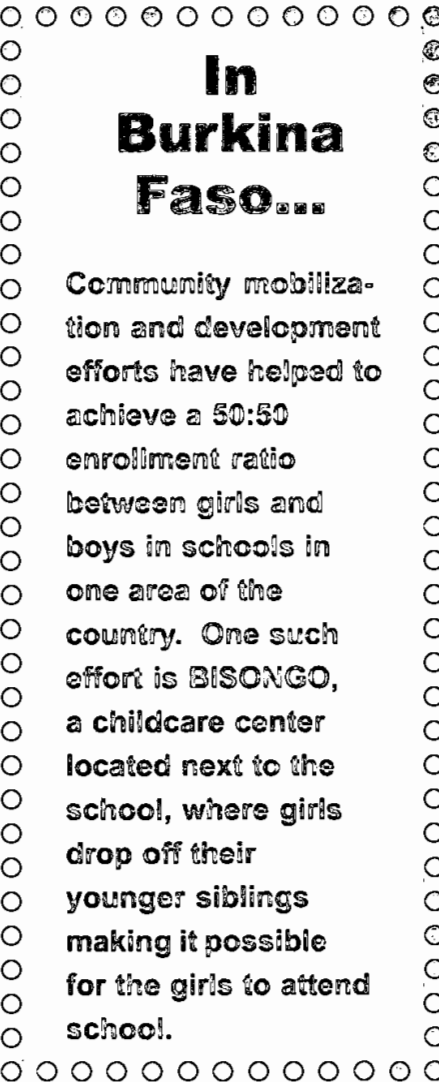 In
Burkina
Faso...
Community mobiliza-
tion and development
efforts have helped to
achieve a 50:50
enrollment ratio
between girls and
boys in schools in
one area of the
country. One such
effort is BISONGO,
a childcare center
located next to the
school, where girls
drop off their
younger siblings
making it possible
for the girls to attend
school.